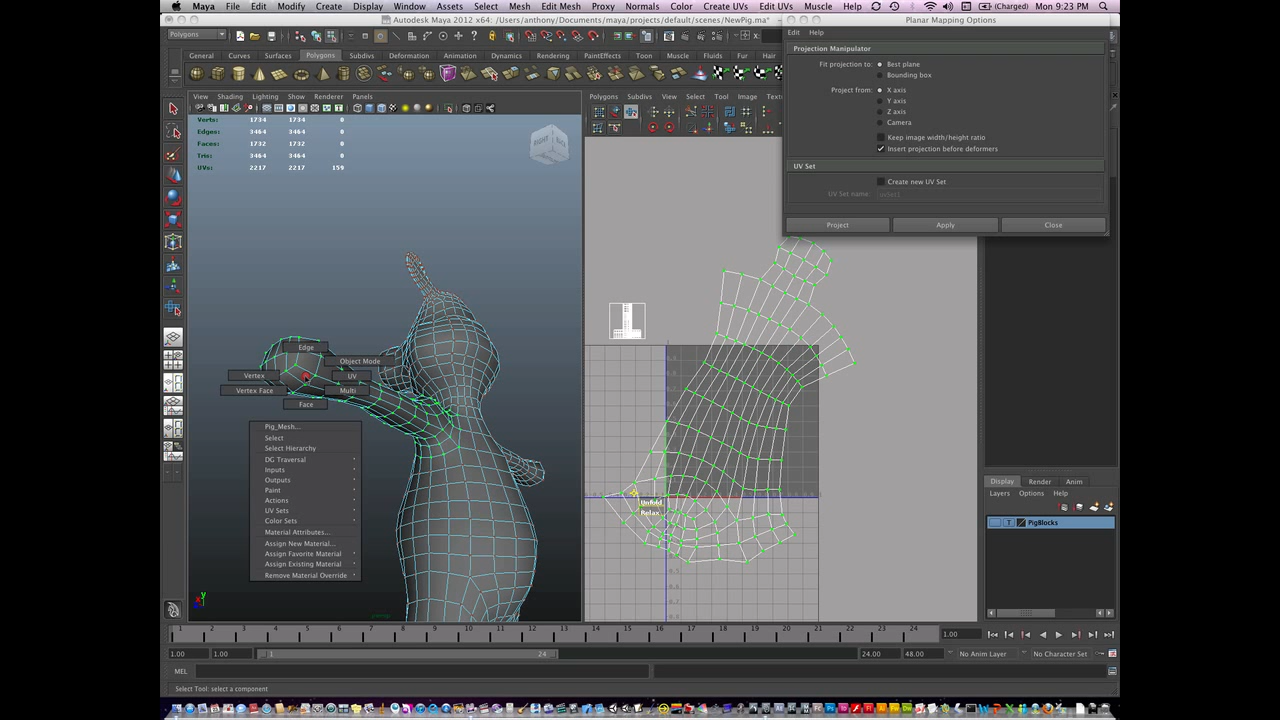 Maya File Edit Modify Create Display Window Assets Select Mesh Edit Mesh Proxy Normals Color Create UVs Edit UVs Muscle Help (Charged) Mon 9:23 PM
Autodesk Maya 2012 x64: /Users/anthony/Documents/maya/projects/default/scenes/NewPig.ma*
Planar Mapping Options
Polygons
Edit Help
Projection Manipulator
General Curves Surfaces Polygons Subdivs Deformation Animation Dynamics Rendering PaintEffects Toon Muscle Fluids Fur Hair
Fit projection to: Best plane
Bounding box
Project from: X axis
Y axis
Z axis
Camera
Keep image width/height ratio
Insert projection before deformers
UV Set
Create new UV Set
UV Set name:
Project Apply Close
View Shading Lighting Show Renderer Panels
Polygons Subdivs View Select Tool Image
Verts: 1734 1734 0
Edges: 3464 3464 0
Faces: 1732 1732 0
Tris: 3464 3464 0
UVs: 2217 2217 159
RIGHT BACK
Edge
Object Mode
Vertex UV
Vertex Face Multi
Face
Pig_Mesh...
Select
Select Hierarchy
DG Traversal
Inputs
Outputs
Paint
Actions
UV Sets
Color Sets
Material Attributes...
Assign New Material...
Assign Favorite Material
Assign Existing Material
Remove Material Override
Unfold
Relax
Display Render Anim
Layers Options Help
T PigBlocks
persp
1 2 3 4 5 6 7 8 9 10 11 12 13 14 15 16 17 18 19 20 21 22 23 24 1.00
1.00 1.00 1 24 24.00 48.00 No Anim Layer No Character Set
MEL
Select Tool: select a component